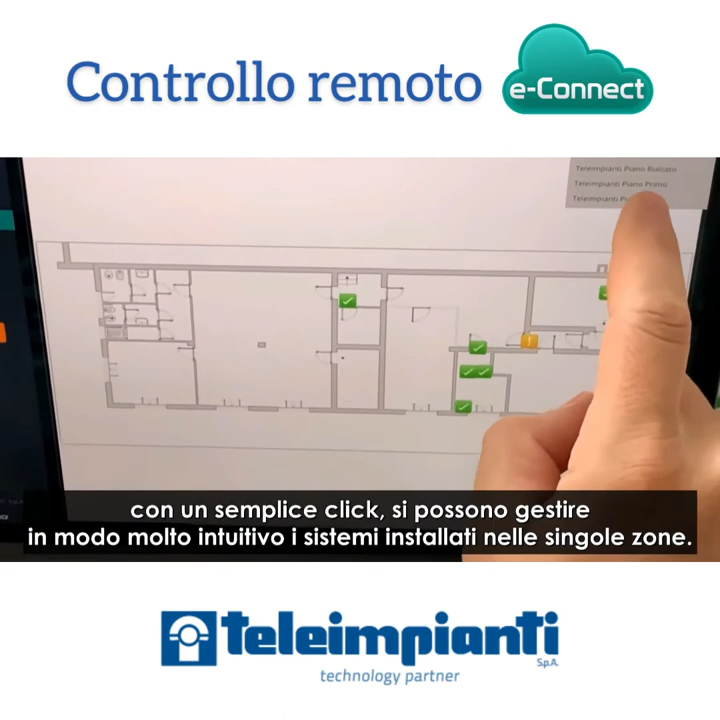 Controllo remoto
e-Connect
Teleimpianti Piano Rialzato
Teleimpianti Piano Primo
Teleimpianti
con un semplice click, si possono gestire
in modo molto intuitivo i sistemi installati nelle singole zone.
teleimpianti
S.p.A.
technology partner